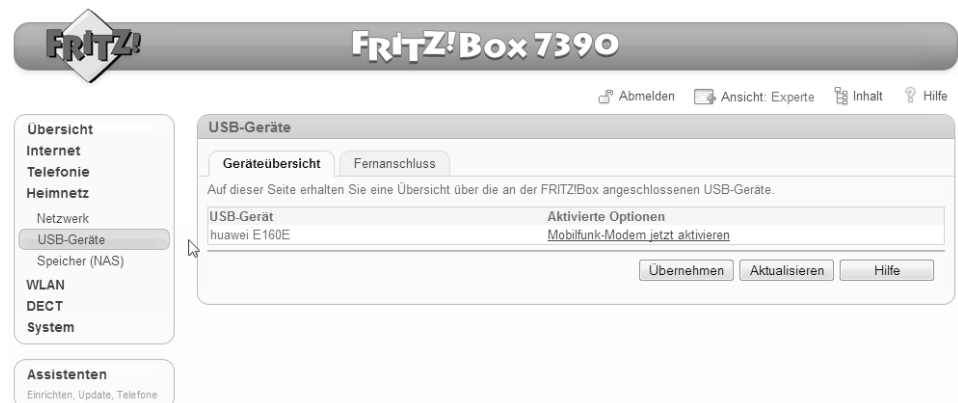 FRITZ!
FRITZ!Box 7390
Abmelden Ansicht: Experte Inhalt Hilfe
Übersicht
Internet
Telefonie
Heimnetz
Netzwerk
USB-Geräte
Speicher (NAS)
WLAN
DECT
System
Assistenten
Einrichten, Update, Telefone
USB-Geräte
Geräteübersicht Fernanschluss
Auf dieser Seite erhalten Sie eine Übersicht über die an der FRITZ!Box angeschlossenen USB-Geräte.
USB-Gerät Aktivierte Optionen
huawei E160E Mobilfunk-Modem jetzt aktivieren
Übernehmen Aktualisieren Hilfe